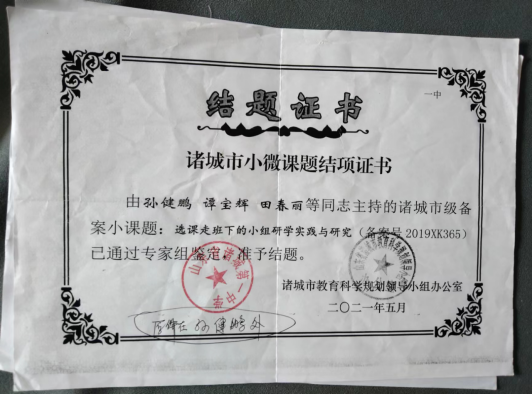 一中
结题证书
诸城市小微课题结项证书
由孙健鹏 谭宝辉 田春丽等同志主持的诸城市级备
案小课题：选课走班下的小组研学实践与研究（备案号2019XK365）
已通过专家组鉴定，准予结题。
诸城市教育科学规划领导小组办公室
二〇二一年五月
孙健鹏处